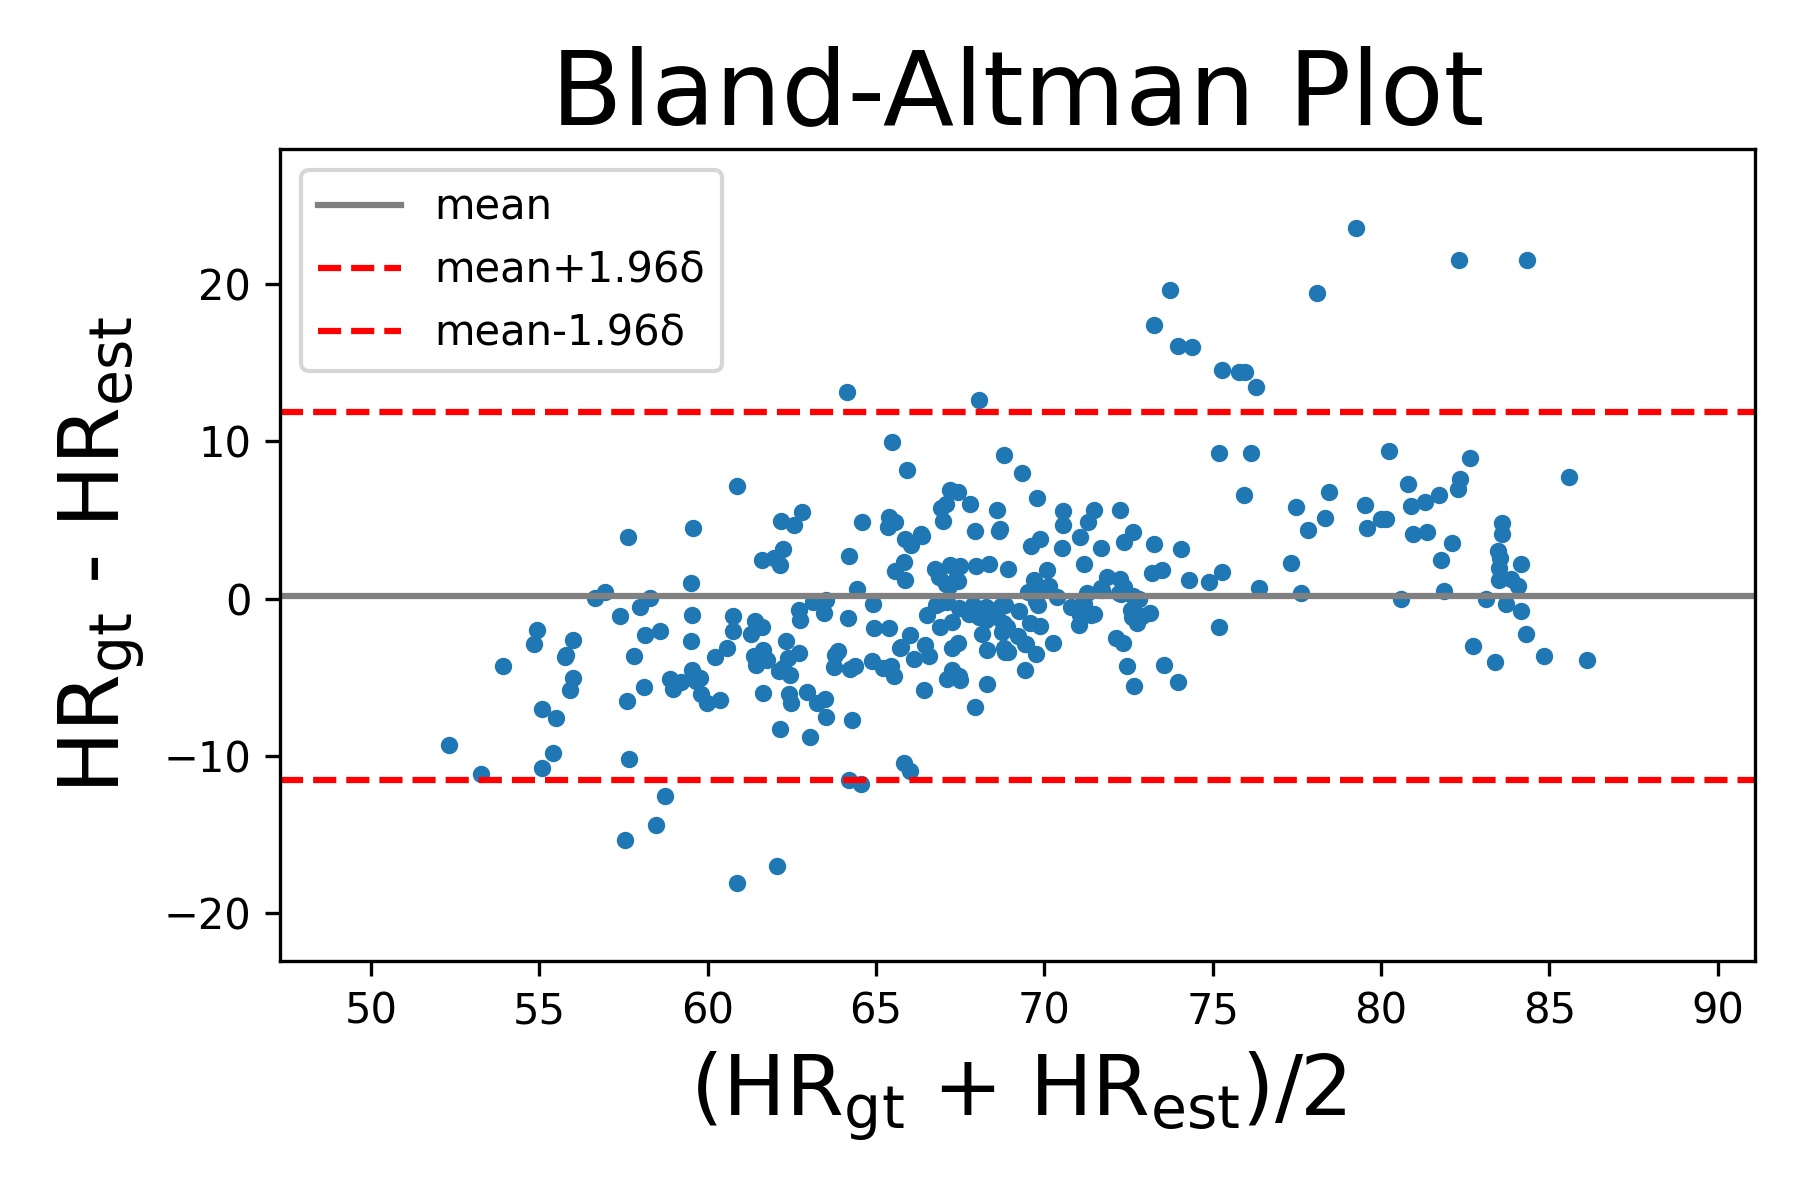 Bland-Altman Plot
mean
mean+1.96δ
mean-1.96δ
20
10
0
−10
−20
HRgt - HRest
50 55 60 65 70 75 80 85 90
(HRgt + HRest)/2